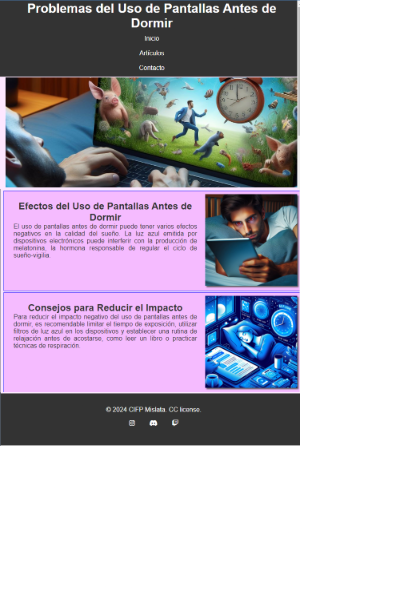 Problemas del Uso de Pantallas Antes de
Dormir
Inicio
Artículos
Contacto
Efectos del Uso de Pantallas Antes de
Dormir
El uso de pantallas antes de dormir puede tener varios efectos
negativos en la calidad del sueño. La luz azul emitida por
dispositivos electrónicos puede interferir con la producción de
melatonina, la hormona responsable de regular el ciclo de
sueño-vigilia.
Consejos para Reducir el Impacto
Para reducir el impacto negativo del uso de pantallas antes de
dormir, es recomendable limitar el tiempo de exposición, utilizar
filtros de luz azul en los dispositivos y establecer una rutina de
relajación antes de acostarse, como leer un libro o practicar
técnicas de respiración.
© 2024 CIFP Mislata. CC license.